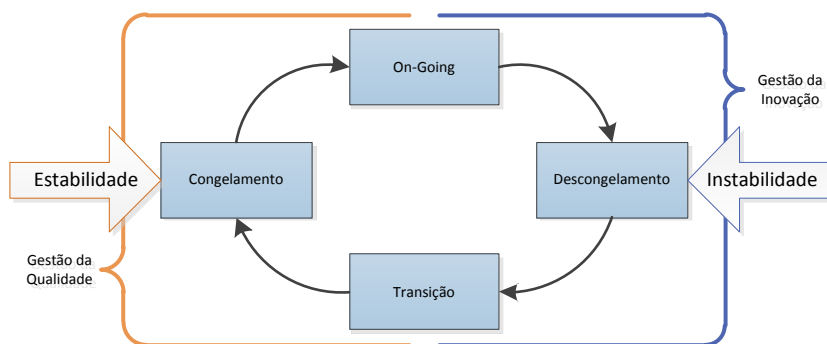 On-Going
Gestão da
Inovação
Estabilidade
Congelamento
Descongelamento
Instabilidade
Gestão da
Qualidade
Transição